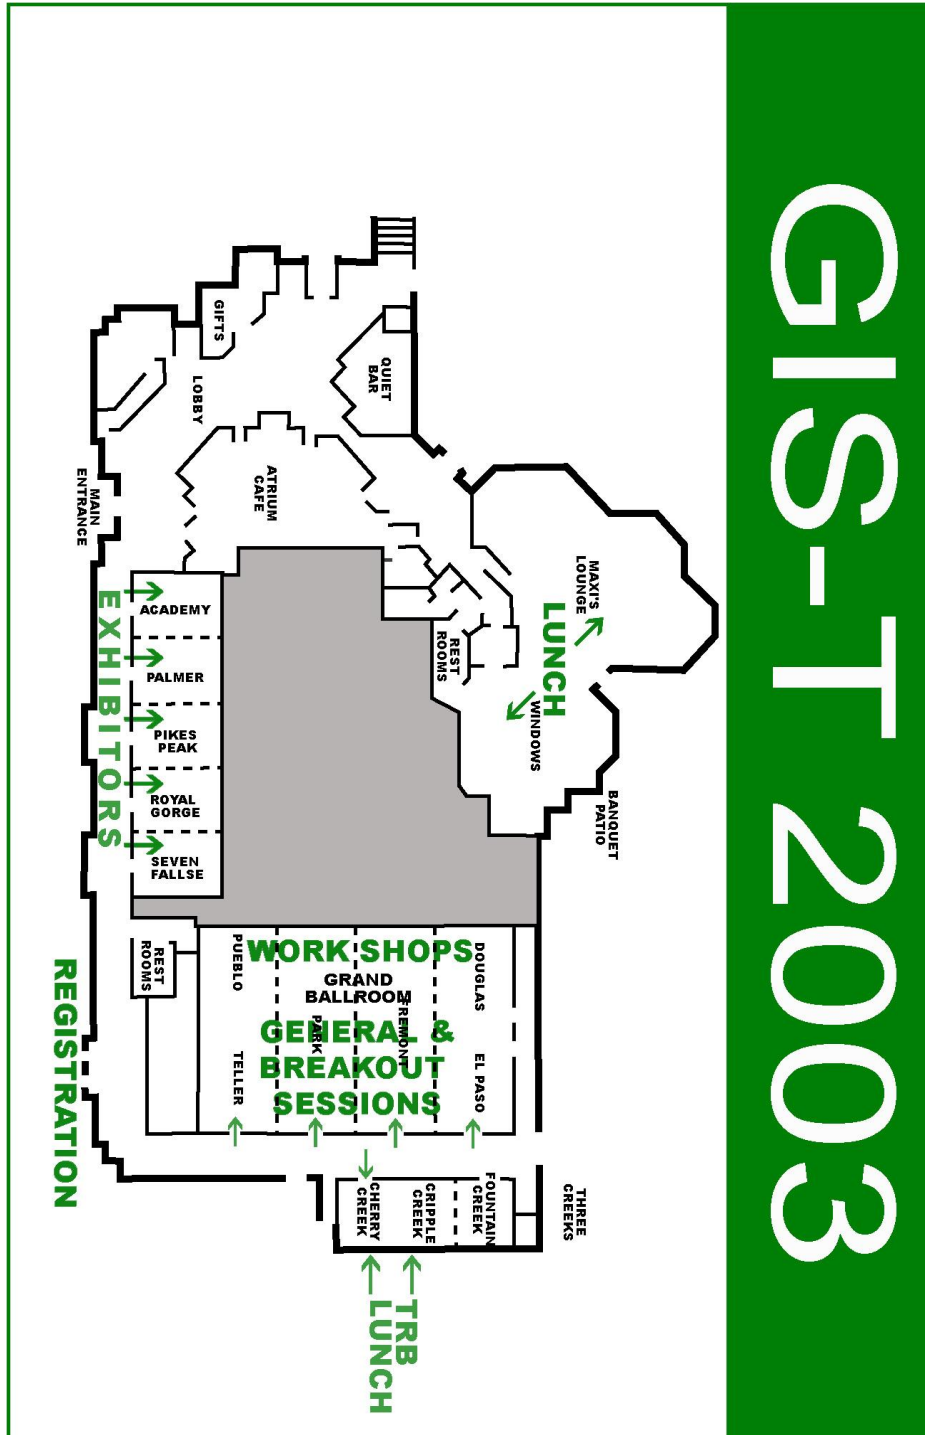 GIS-T 2003
GIFTS
LOBBY
QUIET
BAR
ATRIUM
CAFE
MAIN
ENTRANCE
MAXI'S
LOUNGE
LUNCH
WINDOWS
REST
ROOMS
BANQUET
PATIO
EXHIBITORS
ACADEMY
PALMER
PIKES
PEAK
ROYAL
GORGE
SEVEN
FALLSE
REST
ROOMS
REGISTRATION
PUEBLO
WORK SHOPS
DOUGLAS
GRAND
BALLROOM
GENERAL &
BREAKOUT
SESSIONS
PARK
FREMONT
TELLER
EL PASO
CHERRY
CREEK
CRIPPLE
CREEK
FOUNTAIN
CREEK
THREE
CREEKS
TRB
LUNCH